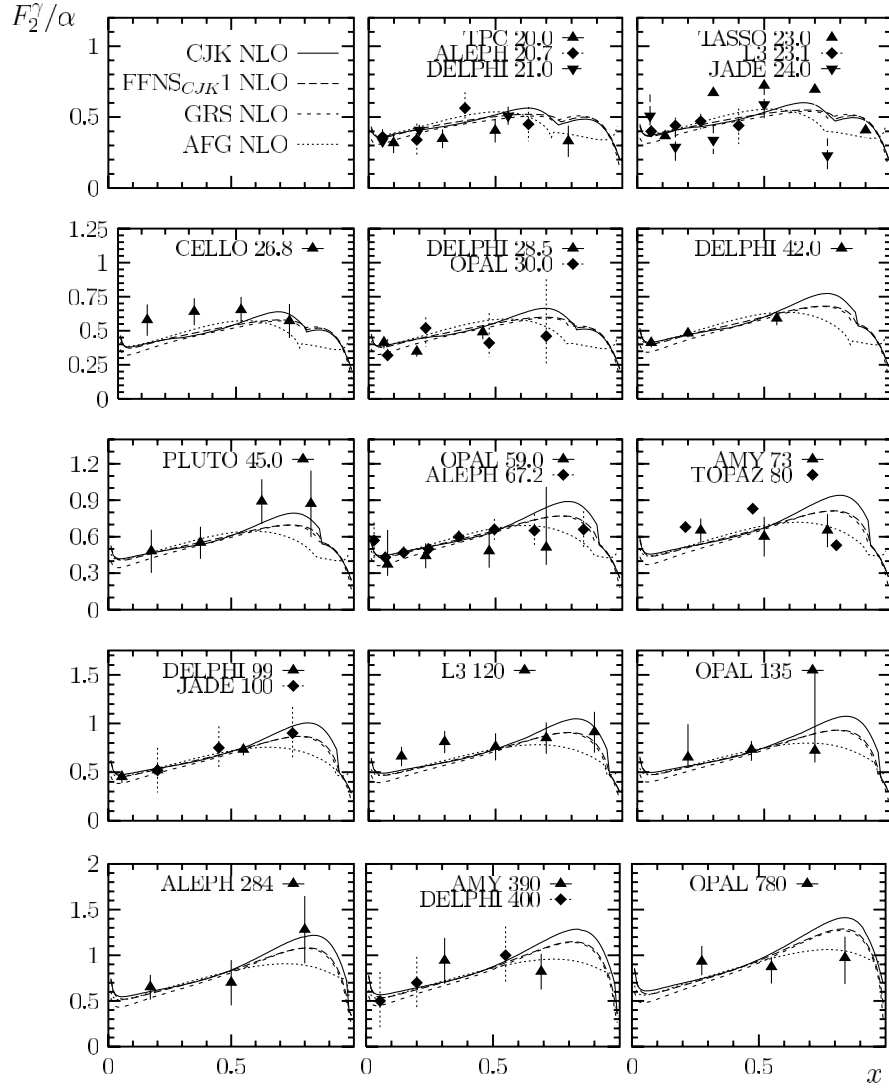 F₂^γ/α
1
0.5
0
CJK NLO
FFNS_CJK1 NLO
GRS NLO
AFG NLO
TPC 20.0
ALEPH 20.7
DELPHI 21.0
TASSO 23.0
L3 23.1
JADE 24.0
1.25
0.75
0.5
0.25
0
CELLO 26.8
DELPHI 28.5
OPAL 30.0
DELPHI 42.0
1.2
0.9
0.6
0.3
0
PLUTO 45.0
OPAL 59.0
ALEPH 67.2
AMY 73
TOPAZ 80
1.5
1
0.5
0
DELPHI 99
JADE 100
L3 120
OPAL 135
2
1.5
1
0.5
0
ALEPH 284
AMY 390
DELPHI 400
OPAL 780
0 0.5 0 0.5 0 0.5 1
x